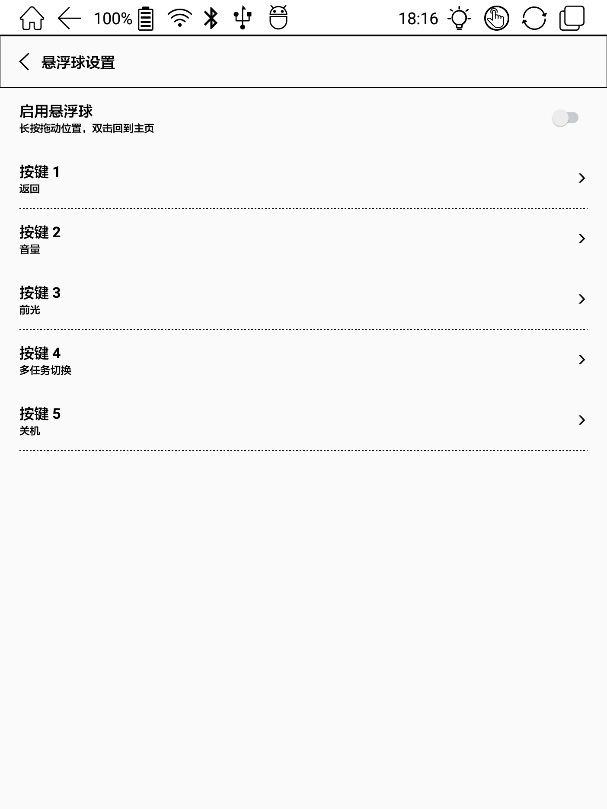 100%
18:16
悬浮球设置
启用悬浮球
长按拖动位置，双击回到主页
按键 1
返回
按键 2
音量
按键 3
前光
按键 4
多任务切换
按键 5
关机